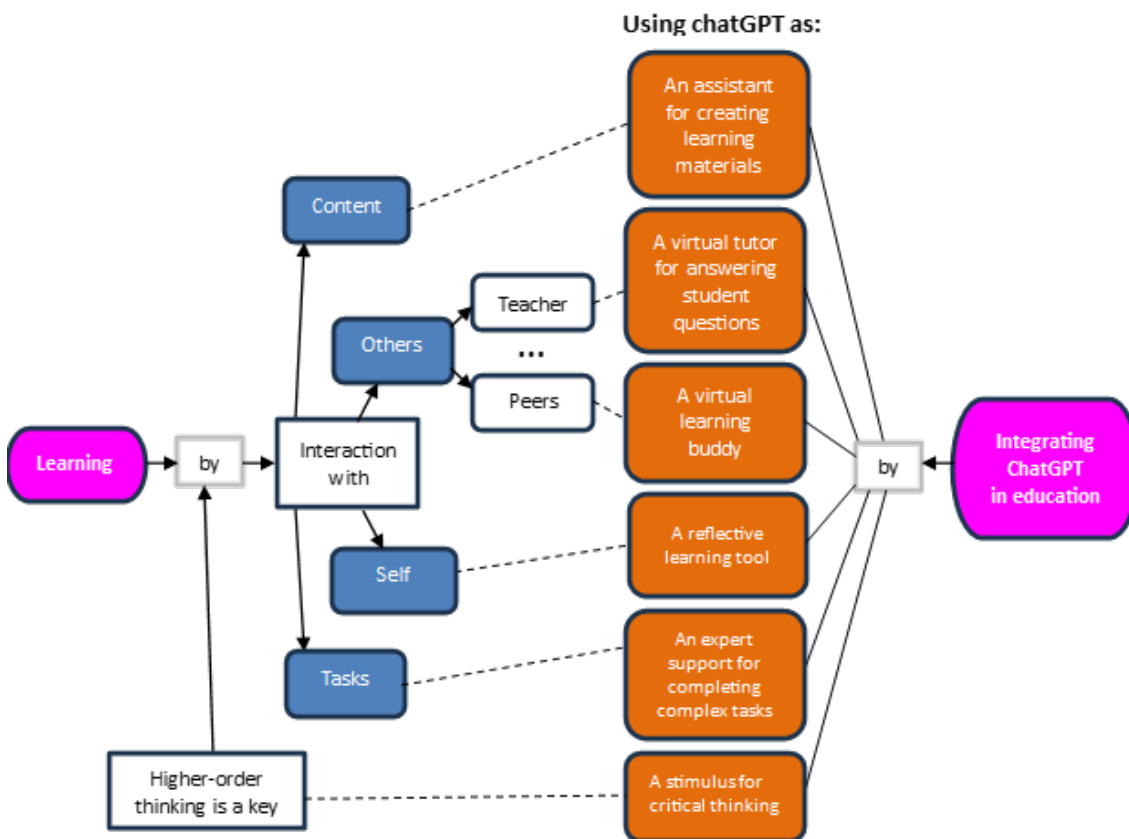 Using chatGPT as:
An assistant
for creating
learning
materials
Content
A virtual tutor
for answering
student
questions
Teacher
Others
...
Peers
A virtual
learning
buddy
Learning
by
Interaction
with
by
Integrating
ChatGPT
in education
A reflective
learning tool
Self
An expert
support for
completing
complex tasks
Tasks
Higher-order
thinking is a key
A stimulus for
critical thinking